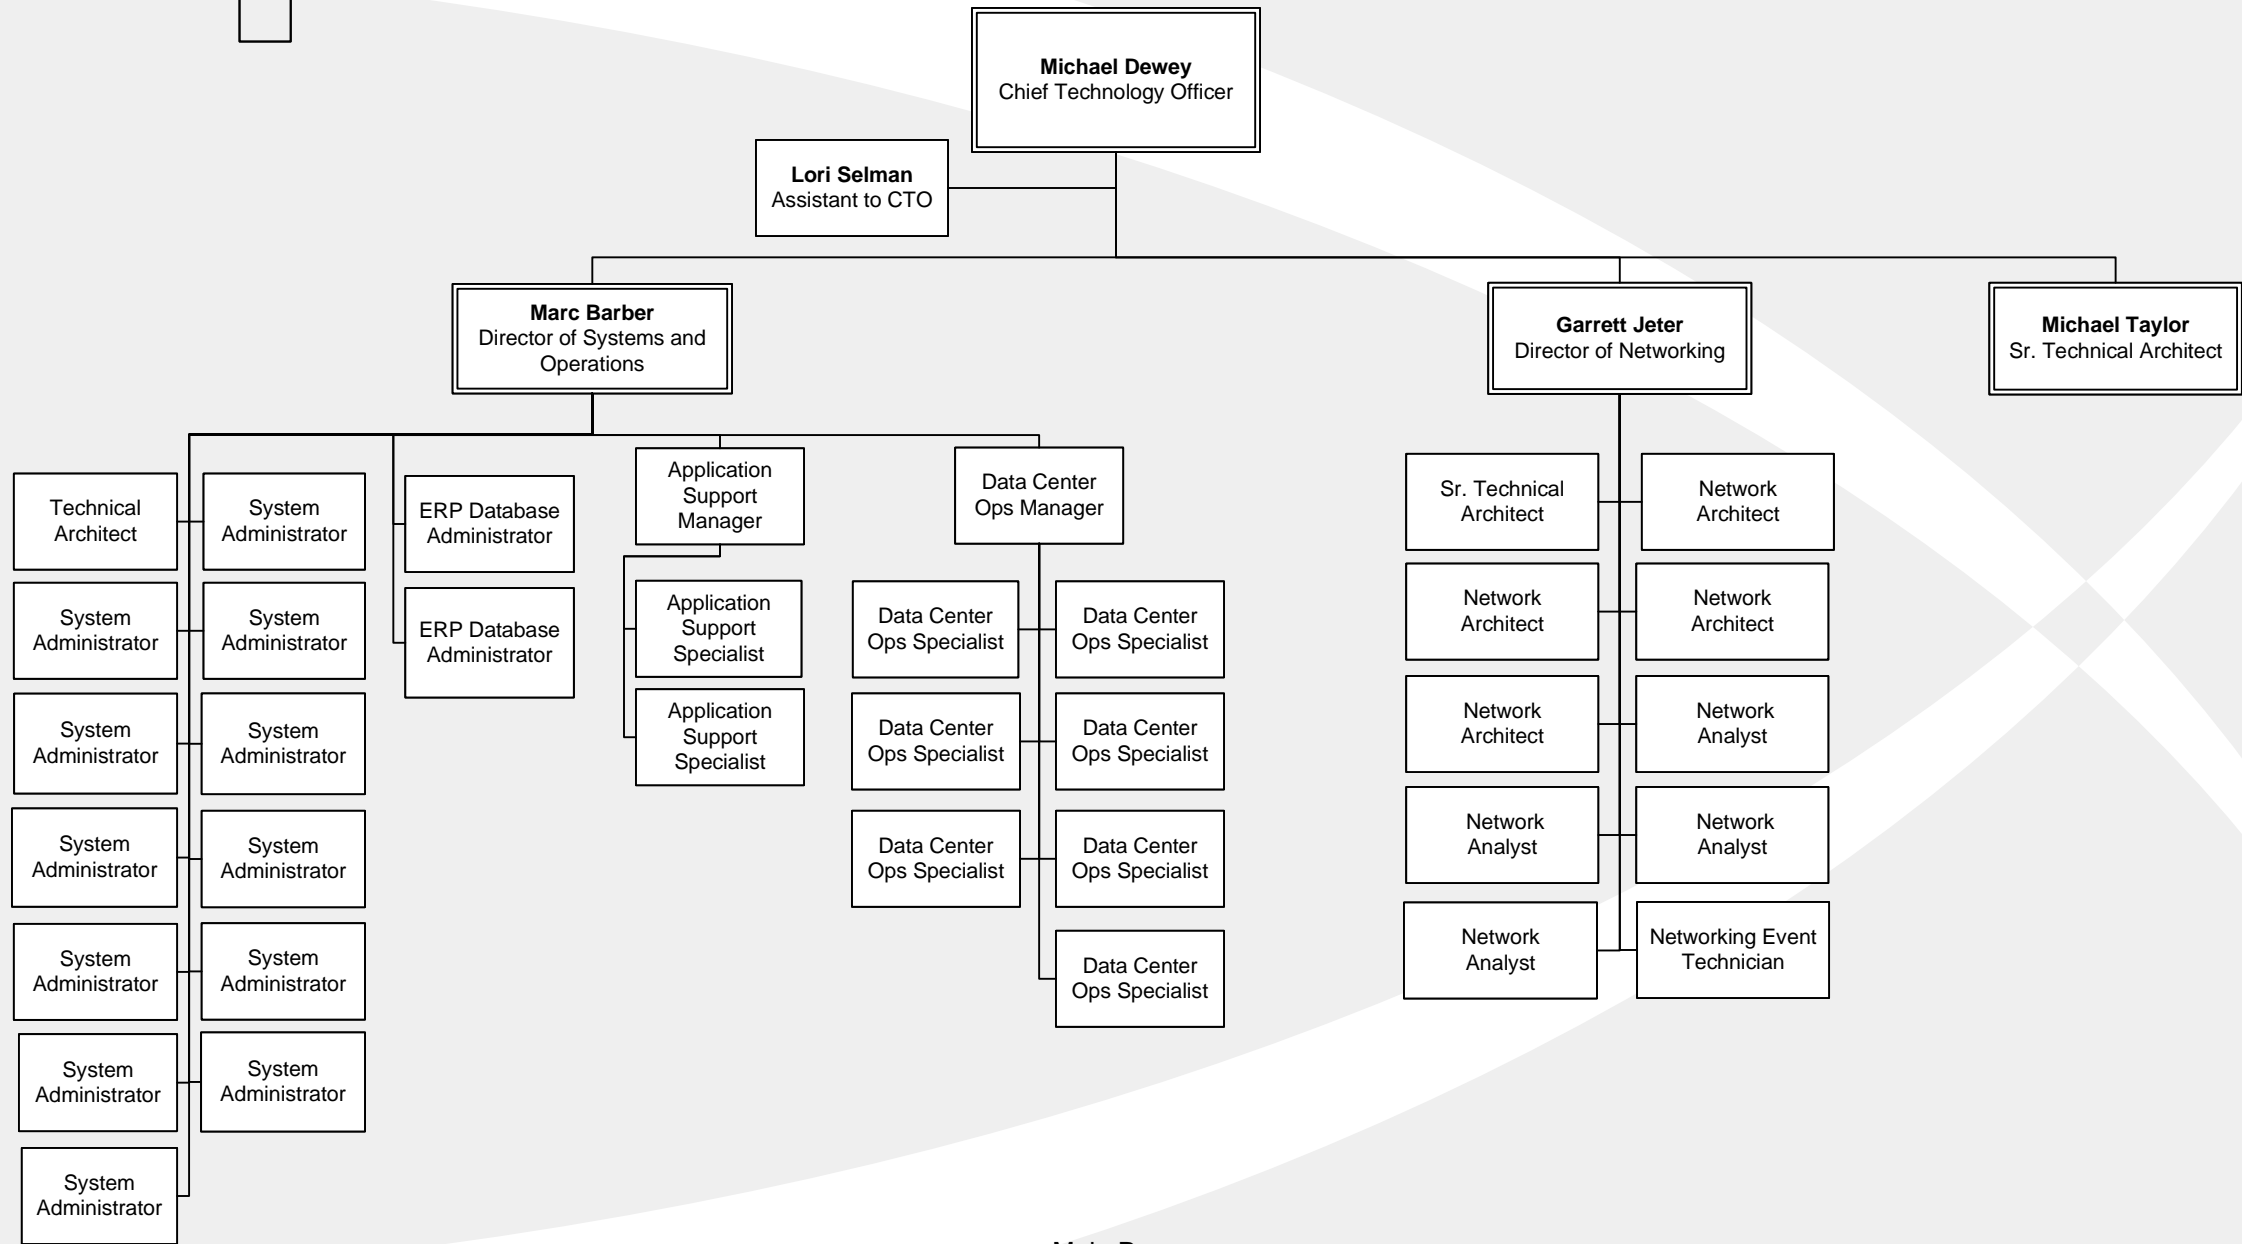 Michael Dewey
Chief Technology Officer
Lori Selman
Assistant to CTO
Marc Barber
Director of Systems and
Operations
Garrett Jeter
Director of Networking
Michael Taylor
Sr. Technical Architect
Technical
Architect
System
Administrator
System
Administrator
System
Administrator
System
Administrator
System
Administrator
System
Administrator
System
Administrator
System
Administrator
System
Administrator
System
Administrator
System
Administrator
System
Administrator
ERP Database
Administrator
ERP Database
Administrator
Application
Support
Manager
Application
Support
Specialist
Application
Support
Specialist
Data Center
Ops Manager
Data Center
Ops Specialist
Data Center
Ops Specialist
Data Center
Ops Specialist
Data Center
Ops Specialist
Data Center
Ops Specialist
Data Center
Ops Specialist
Data Center
Ops Specialist
Sr. Technical
Architect
Network
Architect
Network
Architect
Network
Architect
Network
Architect
Network
Analyst
Network
Analyst
Network
Analyst
Network
Analyst
Networking Event
Technician